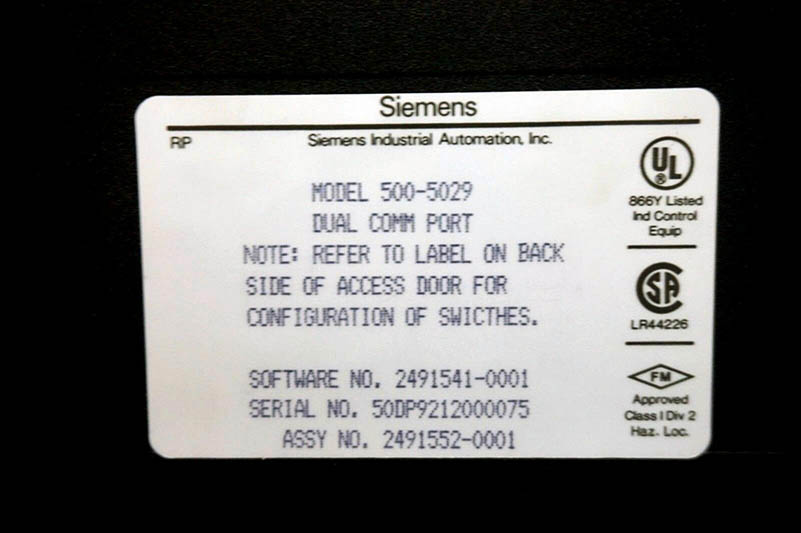 Siemens
RP Siemens Industrial Automation, Inc.
MODEL 500-5029
DUAL COMM PORT
NOTE: REFER TO LABEL ON BACK
SIDE OF ACCESS DOOR FOR
CONFIGURATION OF SWICTHES.
SOFTWARE NO. 2491541-0001
SERIAL NO. 50DP9212000075
ASSY NO. 2491552-0001
UL
®
866Y Listed
Ind Control
Equip
SA
LR44226
FM
Approved
Class I Div 2
Haz. Loc.